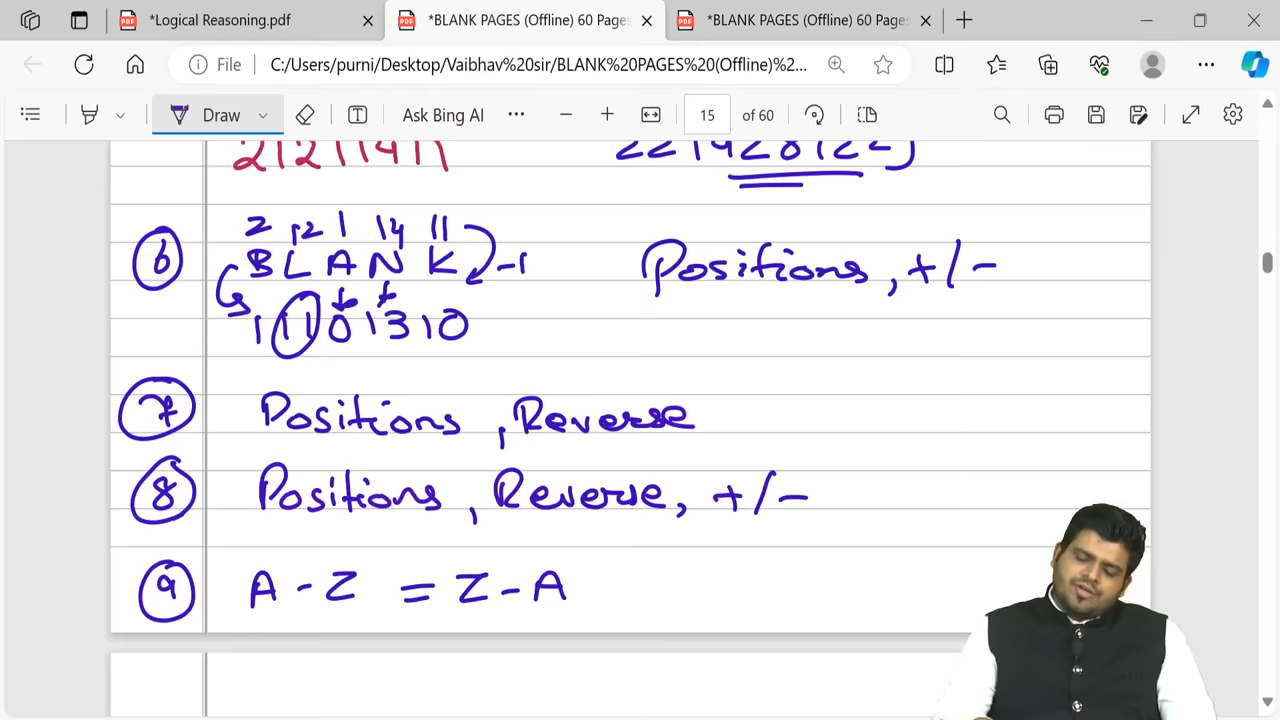 *Logical Reasoning.pdf
*BLANK PAGES (Offline) 60 Pages
*BLANK PAGES (Offline) 60 Pages
File
C:/Users/purni/Desktop/Vaibhav%20sir/BLANK%20PAGES%20(Offline)%2...
Draw
Ask Bing AI
15 of 60
2 12 1 14 11
6 B L A N K -1 Positions, +/-
1 11 0 13 10
7 Positions, Reverse
8 Positions, Reverse, +/-
9 A - Z = Z - A